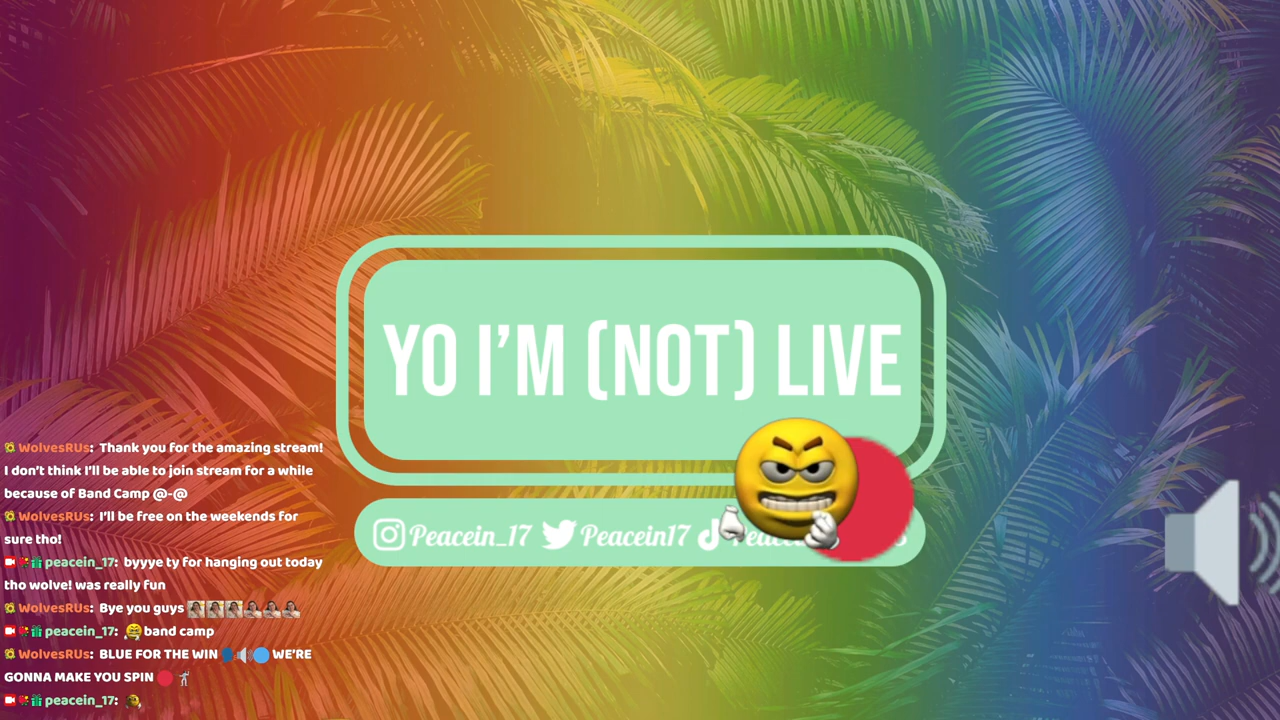 YO I'M (NOT) LIVE
Peacein_17 Peacein17
WolvesRUs: Thank you for the amazing stream!
I don't think I'll be able to join stream for a while
because of Band Camp @-@
WolvesRUs: I'll be free on the weekends for
sure tho!
peacein_17: byyye ty for hanging out today
tho wolve! was really fun
WolvesRUs: Bye you guys
peacein_17: band camp
WolvesRUs: BLUE FOR THE WIN WE'RE
GONNA MAKE YOU SPIN
peacein_17: